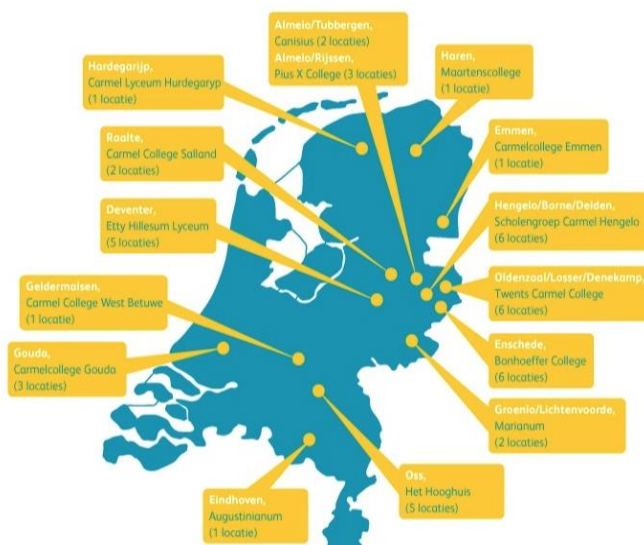 Almelo/Tubbergen,
Canisius (2 locaties)
Almelo/Rijssen,
Pius X College (3 locaties)
Hardegarijp,
Carmel Lyceum Hurdegaryp
(1 locatie)
Haren,
Maartenscollege
(1 locatie)
Raalte,
Carmel College Salland
(2 locaties)
Emmen,
Carmelcollege Emmen
(1 locatie)
Deventer,
Etty Hillesum Lyceum
(5 locaties)
Hengelo/Borne/Delden,
Scholengroep Carmel Hengelo
(6 locaties)
Geldermalsen,
Carmel College West Betuwe
(1 locatie)
Oldenzaal/Losser/Denekamp,
Twents Carmel College
(6 locaties)
Gouda,
Carmelcollege Gouda
(3 locaties)
Enschede,
Bonhoeffer College
(6 locaties)
Groenlo/Lichtenvoorde,
Marianum
(2 locaties)
Oss,
Het Hooghuis
(5 locaties)
Eindhoven,
Augustinianum
(1 locatie)